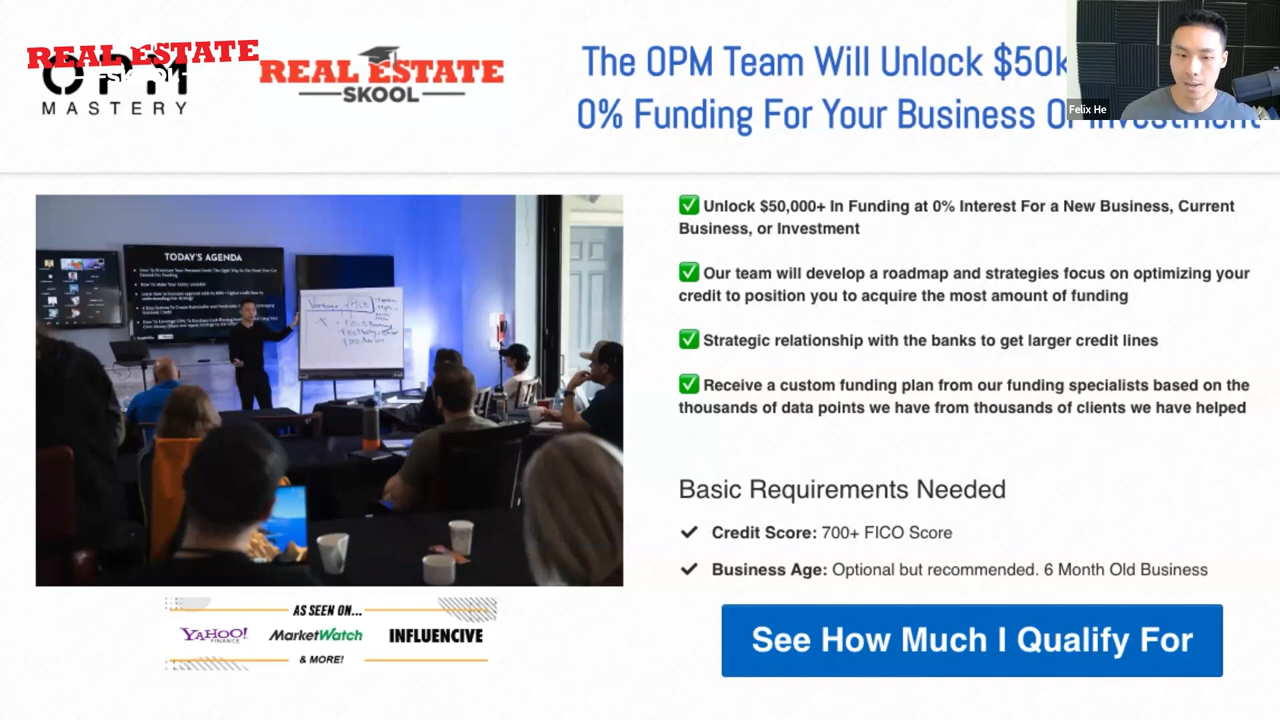 REAL ESTATE
OPM
MASTERY
REAL ESTATE
SKOOL
The OPM Team Will Unlock $50k
0% Funding For Your Business Or Investment
Felix He
TODAY'S AGENDA
✅ Unlock $50,000+ In Funding at 0% Interest For a New Business, Current
Business, or Investment
✅ Our team will develop a roadmap and strategies focus on optimizing your
credit to position you to acquire the most amount of funding
✅ Strategic relationship with the banks to get larger credit lines
✅ Receive a custom funding plan from our funding specialists based on the
thousands of data points we have from thousands of clients we have helped
Basic Requirements Needed
✔ Credit Score: 700+ FICO Score
✔ Business Age: Optional but recommended. 6 Month Old Business
See How Much I Qualify For
AS SEEN ON...
YAHOO!
FINANCE
MarketWatch
INFLUENCIVE
& MORE!